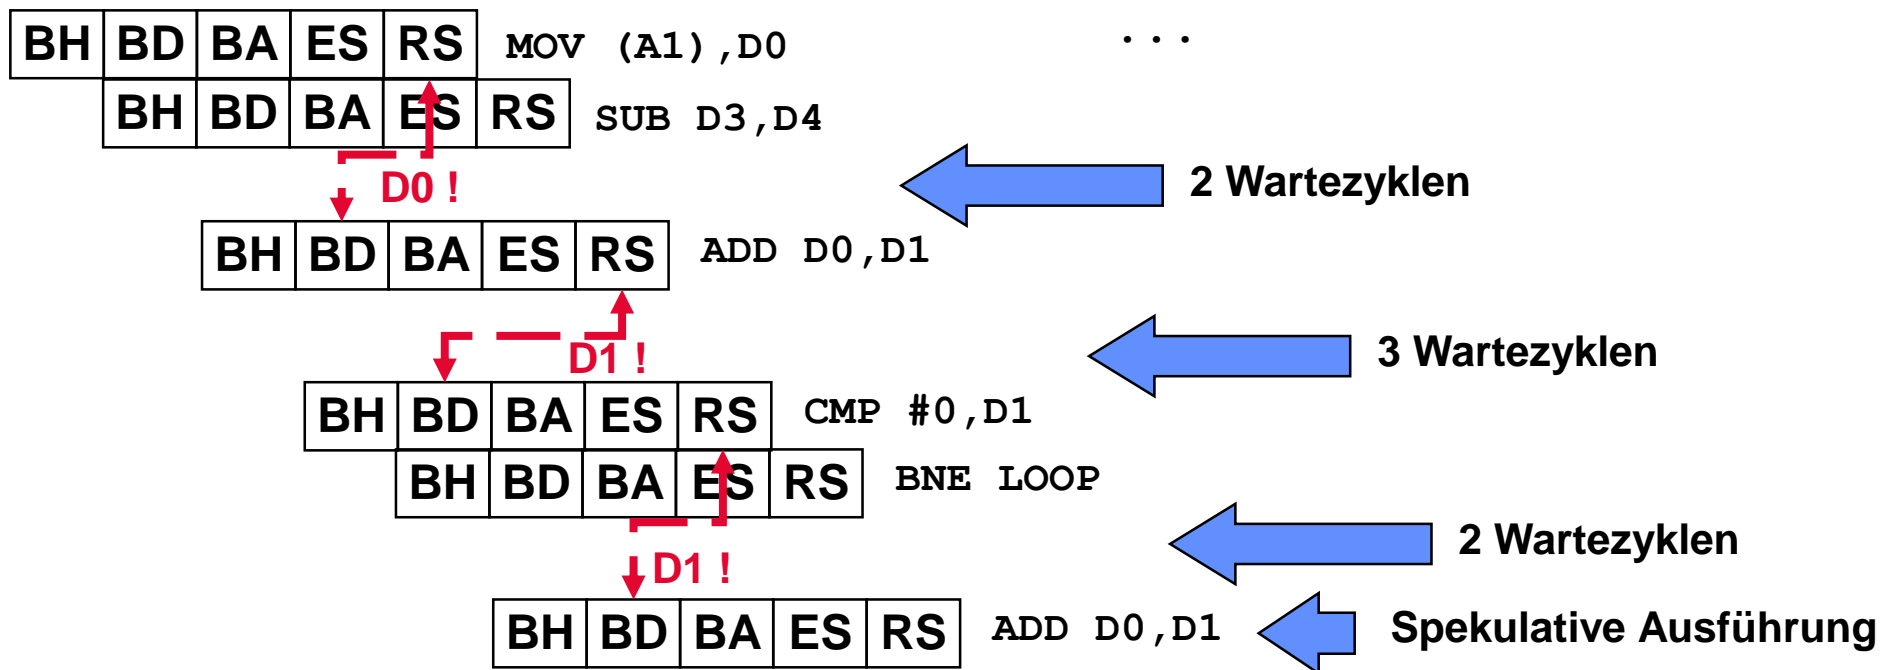 BH BD BA ES RS MOV (A1),D0 ...
BH BD BA ES RS SUB D3,D4
D0 ! 2 Wartezyklen
BH BD BA ES RS ADD D0,D1
D1 ! 3 Wartezyklen
BH BD BA ES RS CMP #0,D1
BH BD BA ES RS BNE LOOP
D1 ! 2 Wartezyklen
BH BD BA ES RS ADD D0,D1 Spekulative Ausführung